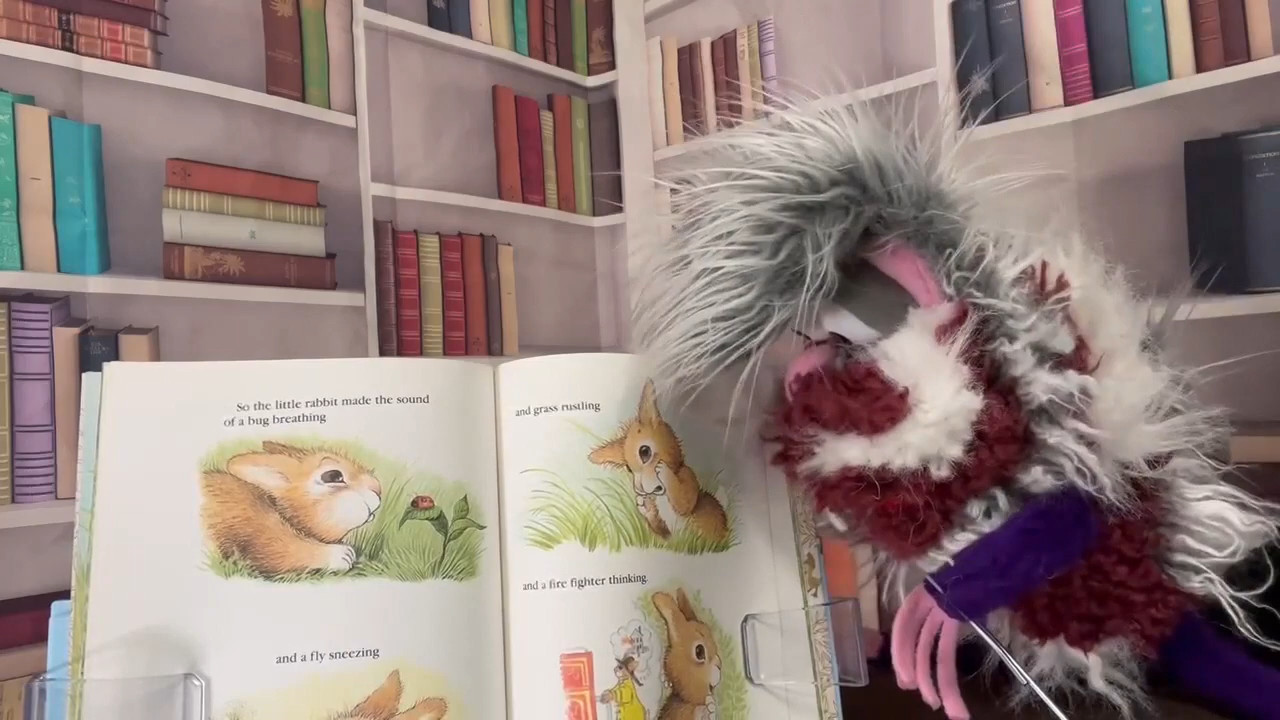 So the little rabbit made the sound
of a bug breathing
and a fly sneezing
and grass rustling
and a fire fighter thinking.